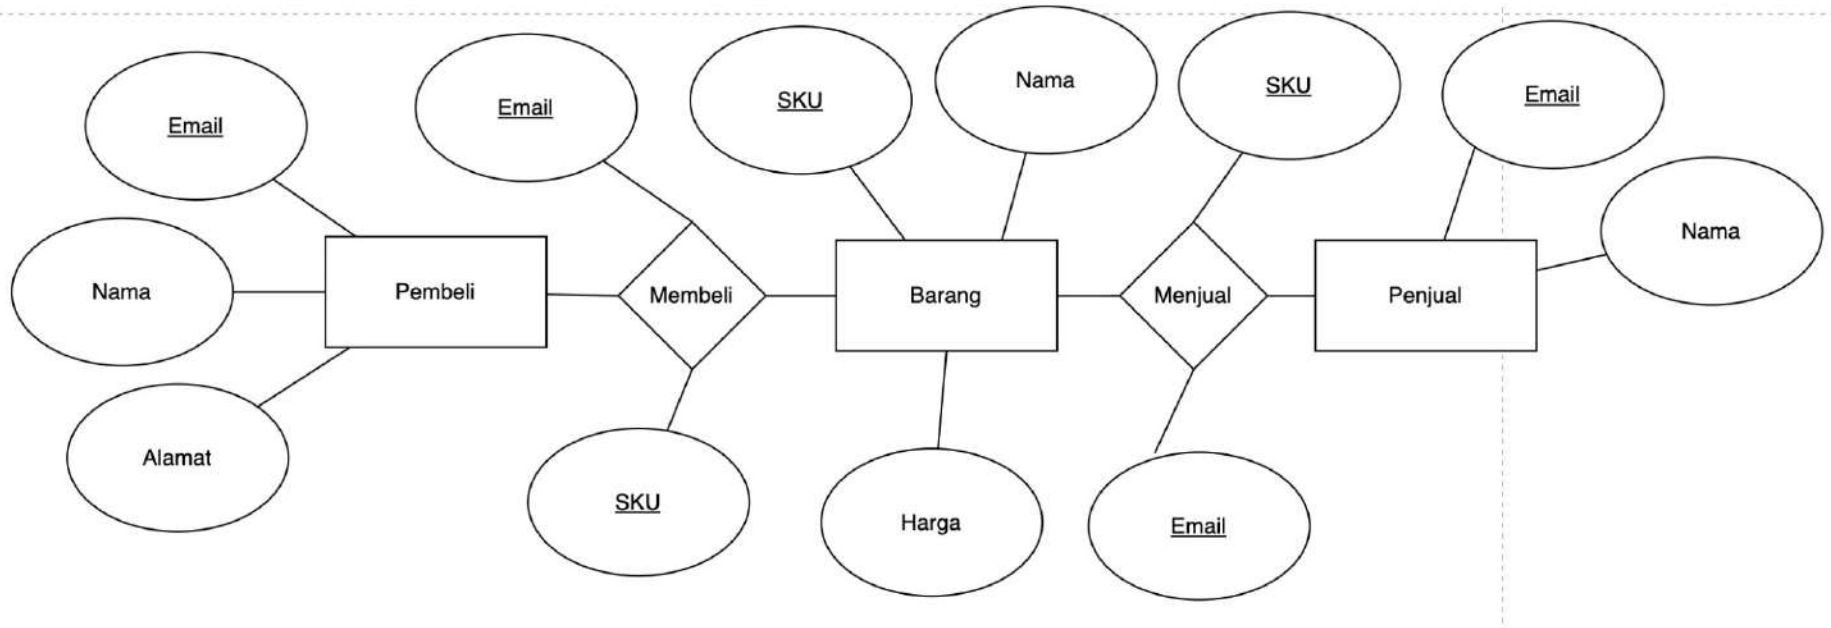 Nama
SKU
SKU
Email
Email
Email
Nama
Nama
Pembeli
Membeli
Barang
Menjual
Penjual
Alamat
SKU
Harga
Email